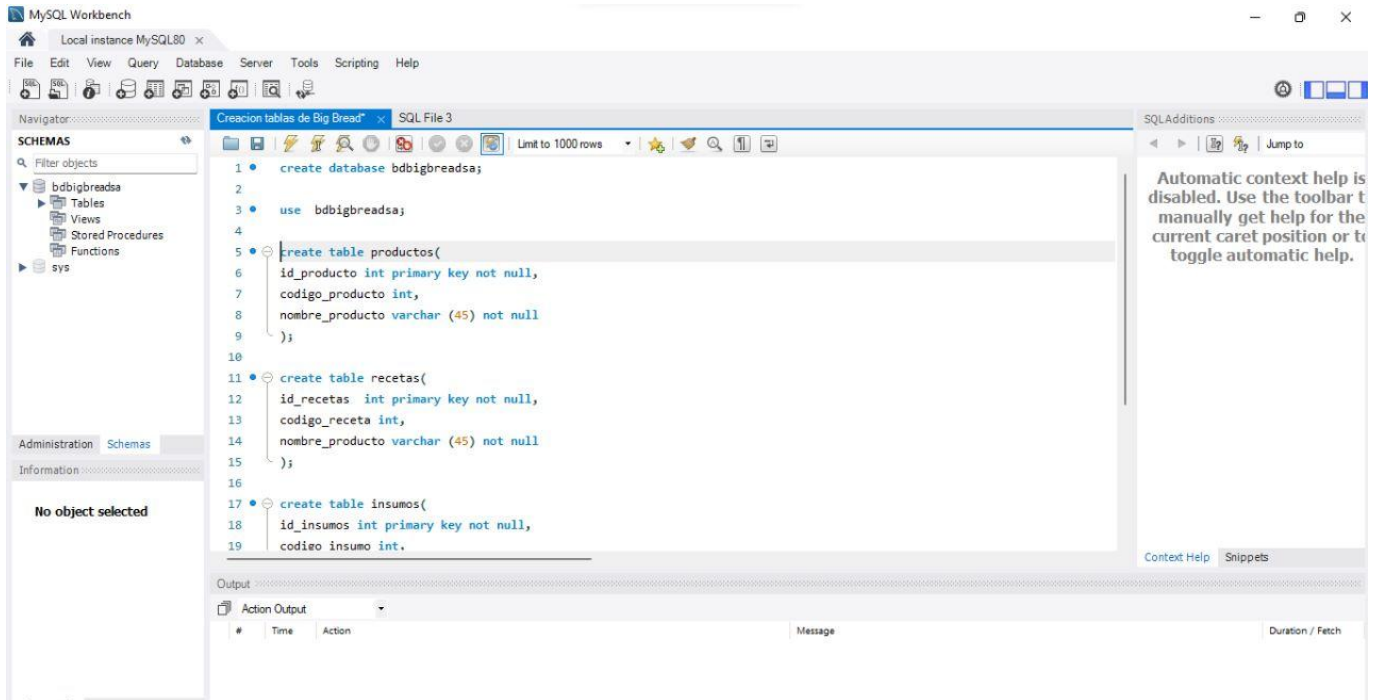 MySQL Workbench
Local instance MySQL80
File Edit View Query Database Server Tools Scripting Help
Navigator
SCHEMAS
Filter objects
bdbigbreadsa
Tables
Views
Stored Procedures
Functions
sys
Administration Schemas
Information
No object selected
Creacion tablas de Big Bread* SQL File 3
Limit to 1000 rows
1 create database bdbigbreadsa;
2
3 use bdbigbreadsa;
4
5 create table productos(
6 id_producto int primary key not null,
7 codigo_producto int,
8 nombre_producto varchar (45) not null
9 );
10
11 create table recetas(
12 id_recetas int primary key not null,
13 codigo_receta int,
14 nombre_producto varchar (45) not null
15 );
16
17 create table insumos(
18 id_insumos int primary key not null,
19 codigo_insumo int,
SQLAdditions
Jump to
Automatic context help is
disabled. Use the toolbar t
manually get help for the
current caret position or to
toggle automatic help.
Context Help Snippets
Output
Action Output
# Time Action Message Duration / Fetch